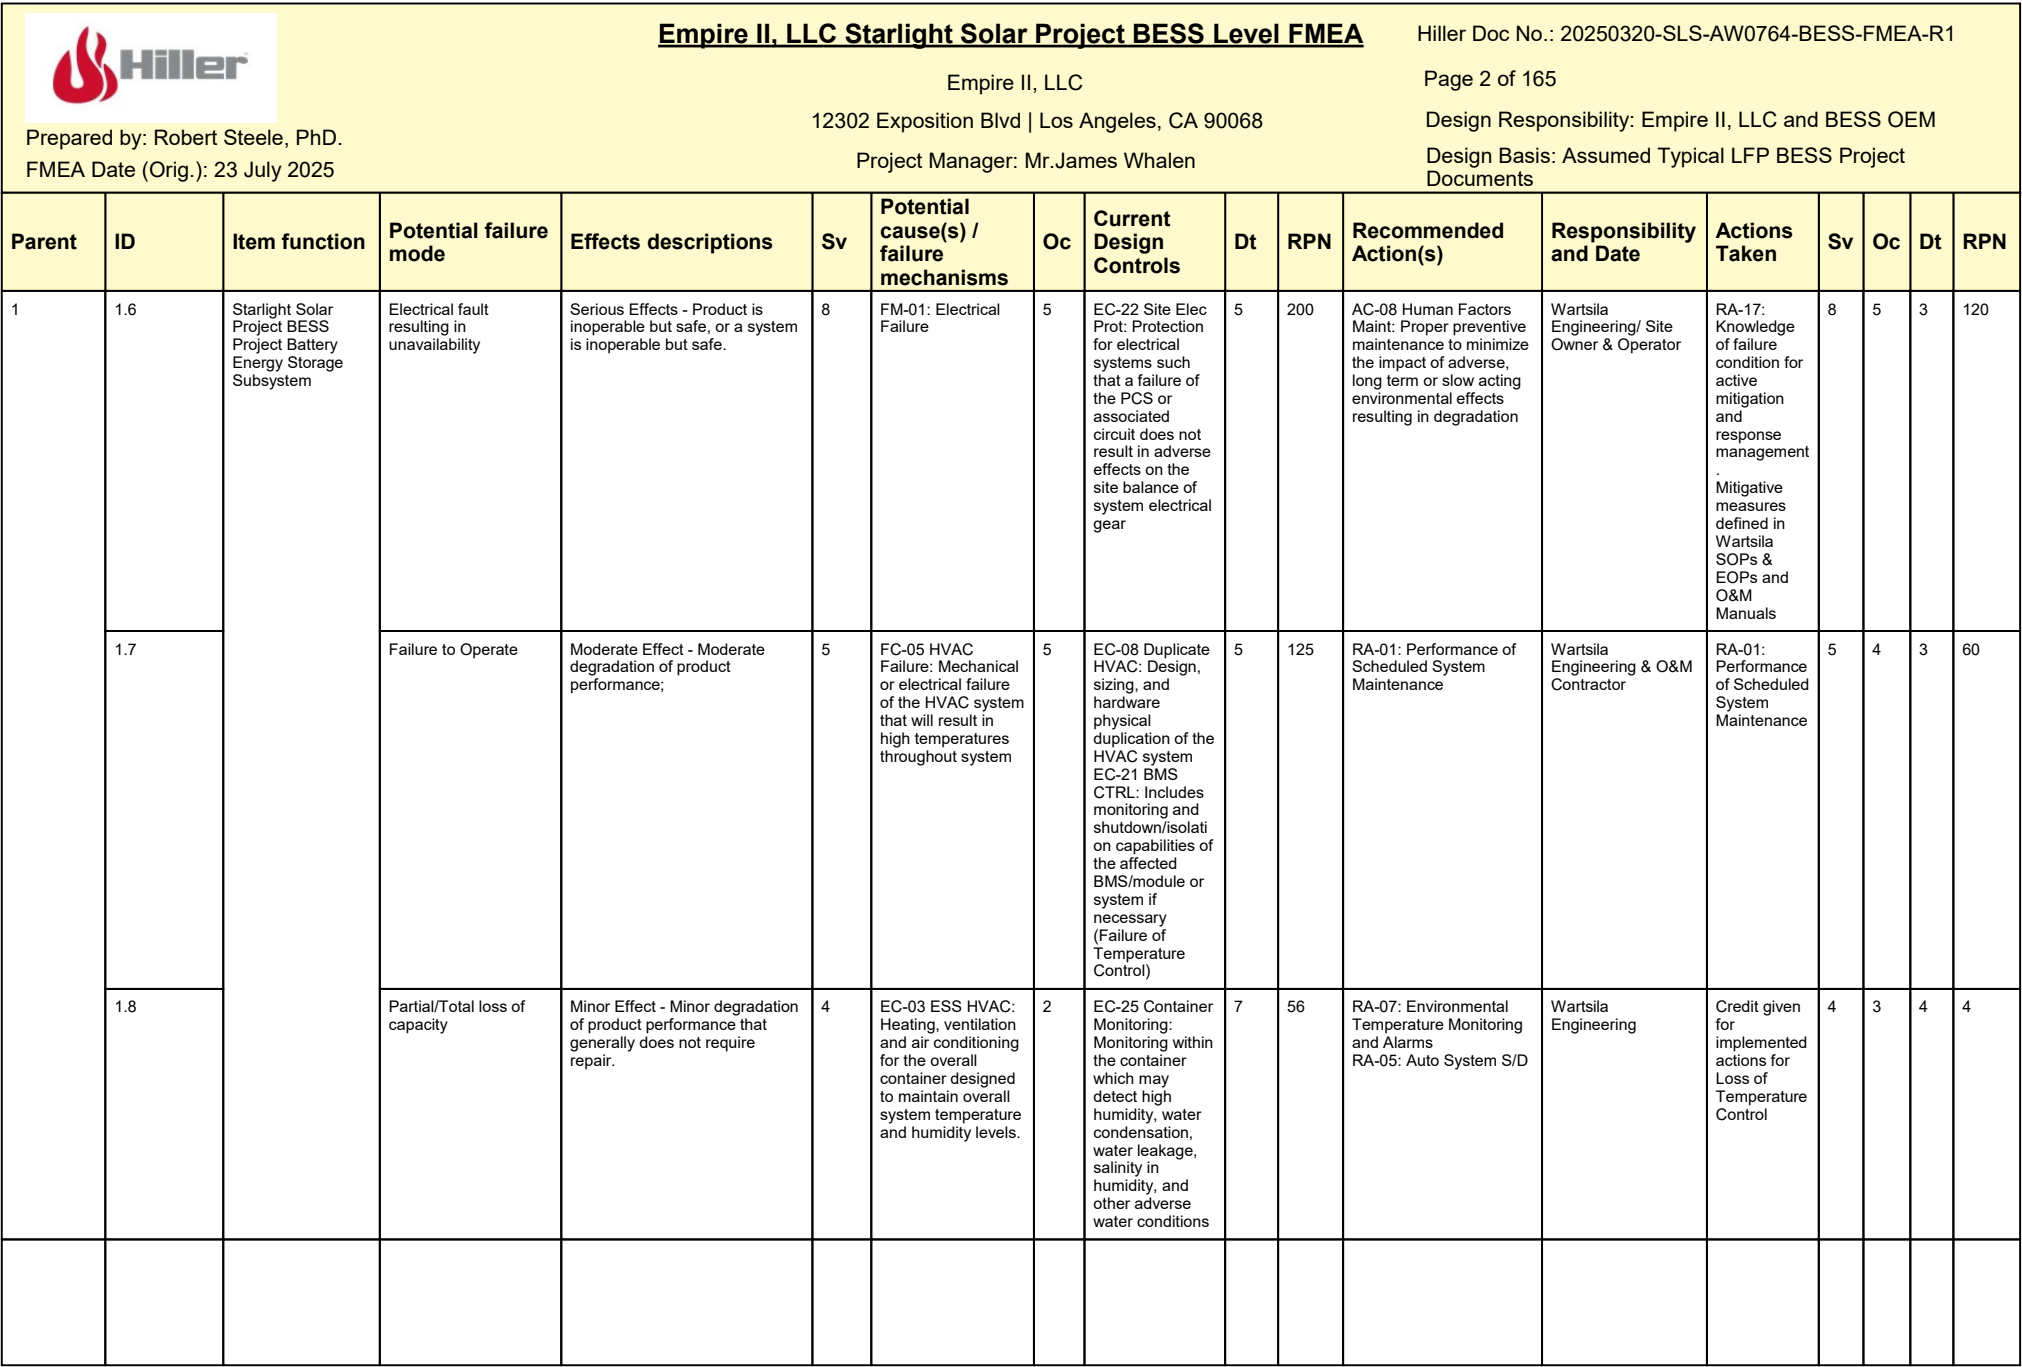 Hiller
Prepared by: Robert Steele, PhD.
FMEA Date (Orig.): 23 July 2025
Empire II, LLC Starlight Solar Project BESS Level FMEA
Empire II, LLC
12302 Exposition Blvd | Los Angeles, CA 90068
Project Manager: Mr.James Whalen
Hiller Doc No.: 20250320-SLS-AW0764-BESS-FMEA-R1
Page 2 of 165
Design Responsibility: Empire II, LLC and BESS OEM
Design Basis: Assumed Typical LFP BESS Project
Documents
Parent
ID
Item function
Potential failure
mode
Effects descriptions
Sv
Potential
cause(s) /
failure
mechanisms
Oc
Current
Design
Controls
Dt
RPN
Recommended
Action(s)
Responsibility
and Date
Actions
Taken
Sv
Oc
Dt
RPN
1
1.6
Starlight Solar
Project BESS
Project Battery
Energy Storage
Subsystem
Electrical fault
resulting in
unavailability
Serious Effects - Product is
inoperable but safe, or a system
is inoperable but safe.
8
FM-01: Electrical
Failure
5
EC-22 Site Elec
Prot: Protection
for electrical
systems such
that a failure of
the PCS or
associated
circuit does not
result in adverse
effects on the
site balance of
system electrical
gear
5
200
AC-08 Human Factors
Maint: Proper preventive
maintenance to minimize
the impact of adverse,
long term or slow acting
environmental effects
resulting in degradation
Wartsila
Engineering/ Site
Owner & Operator
RA-17:
Knowledge
of failure
condition for
active
mitigation
and
response
management
.
Mitigative
measures
defined in
Wartsila
SOPs &
EOPs and
O&M
Manuals
8
5
3
120
1.7
Failure to Operate
Moderate Effect - Moderate
degradation of product
performance;
5
FC-05 HVAC
Failure: Mechanical
or electrical failure
of the HVAC system
that will result in
high temperatures
throughout system
5
EC-08 Duplicate
HVAC: Design,
sizing, and
hardware
physical
duplication of the
HVAC system
EC-21 BMS
CTRL: Includes
monitoring and
shutdown/isolati
on capabilities of
the affected
BMS/module or
system if
necessary
(Failure of
Temperature
Control)
5
125
RA-01: Performance of
Scheduled System
Maintenance
Wartsila
Engineering & O&M
Contractor
RA-01:
Performance
of Scheduled
System
Maintenance
5
4
3
60
1.8
Partial/Total loss of
capacity
Minor Effect - Minor degradation
of product performance that
generally does not require
repair.
4
EC-03 ESS HVAC:
Heating, ventilation
and air conditioning
for the overall
container designed
to maintain overall
system temperature
and humidity levels.
2
EC-25 Container
Monitoring:
Monitoring within
the container
which may
detect high
humidity, water
condensation,
water leakage,
salinity in
humidity, and
other adverse
water conditions
7
56
RA-07: Environmental
Temperature Monitoring
and Alarms
RA-05: Auto System S/D
Wartsila
Engineering
Credit given
for
implemented
actions for
Loss of
Temperature
Control
4
3
4
4